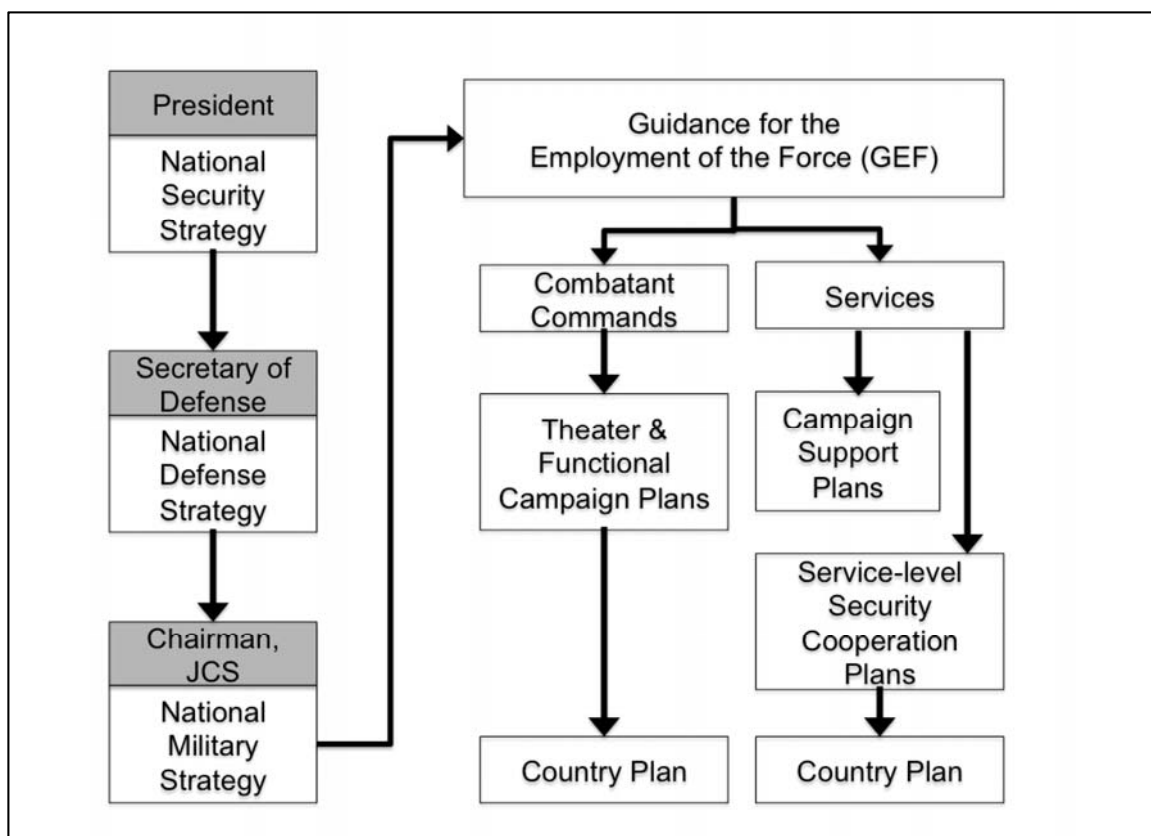 President
National
Security
Strategy
Secretary of
Defense
National
Defense
Strategy
Chairman,
JCS
National
Military
Strategy
Guidance for the
Employment of the Force (GEF)
Combatant
Commands
Theater &
Functional
Campaign Plans
Country Plan
Services
Campaign
Support
Plans
Service-level
Security
Cooperation
Plans
Country Plan